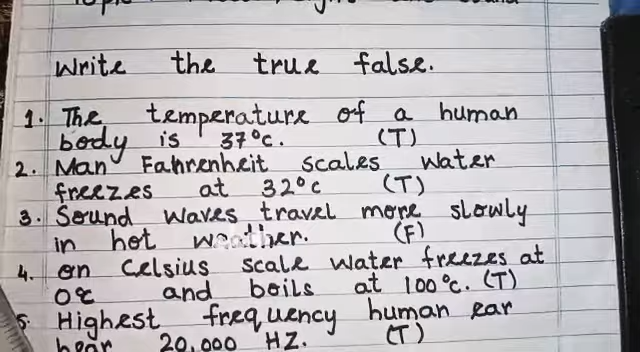 Write the true false.
1. The temperature of a human
body is 37°c. (T)
2. Man Fahrenheit scales water
freezes at 32°c (T)
3. Sound waves travel more slowly
in hot weather. (F)
4. on Celsius scale water freezes at
0°c and boils at 100°c. (T)
5. Highest frequency human ear
hear 20,000 HZ. (T)